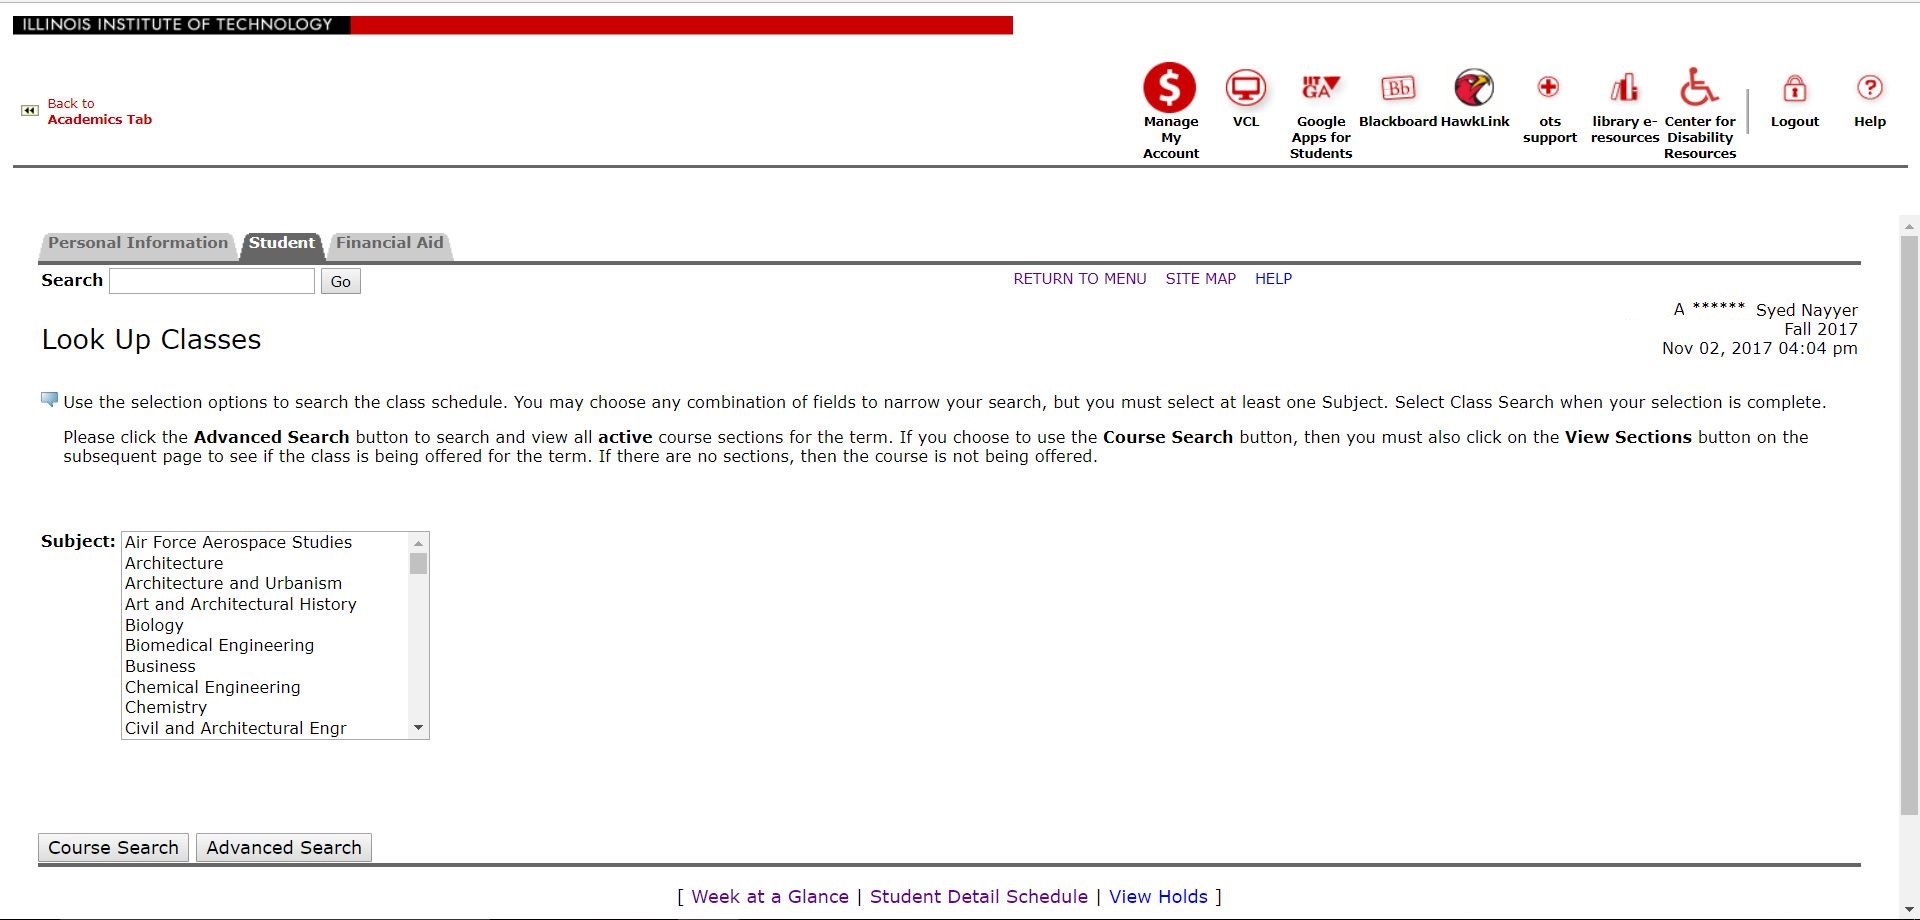 ILLINOIS INSTITUTE OF TECHNOLOGY
Back to
Academics Tab
Manage
My
Account
VCL
IIT
GA
Google
Apps for
Students
Bb
Blackboard
HawkLink
ots
support
library e-
resources
Center for
Disability
Resources
Logout
?
Help
Personal Information
Student
Financial Aid
Search
Go
RETURN TO MENU SITE MAP HELP
A ****** Syed Nayyer
Fall 2017
Nov 02, 2017 04:04 pm
Look Up Classes
Use the selection options to search the class schedule. You may choose any combination of fields to narrow your search, but you must select at least one Subject. Select Class Search when your selection is complete.
Please click the Advanced Search button to search and view all active course sections for the term. If you choose to use the Course Search button, then you must also click on the View Sections button on the
subsequent page to see if the class is being offered for the term. If there are no sections, then the course is not being offered.
Subject:
Air Force Aerospace Studies
Architecture
Architecture and Urbanism
Art and Architectural History
Biology
Biomedical Engineering
Business
Chemical Engineering
Chemistry
Civil and Architectural Engr
Course Search
Advanced Search
[ Week at a Glance | Student Detail Schedule | View Holds ]